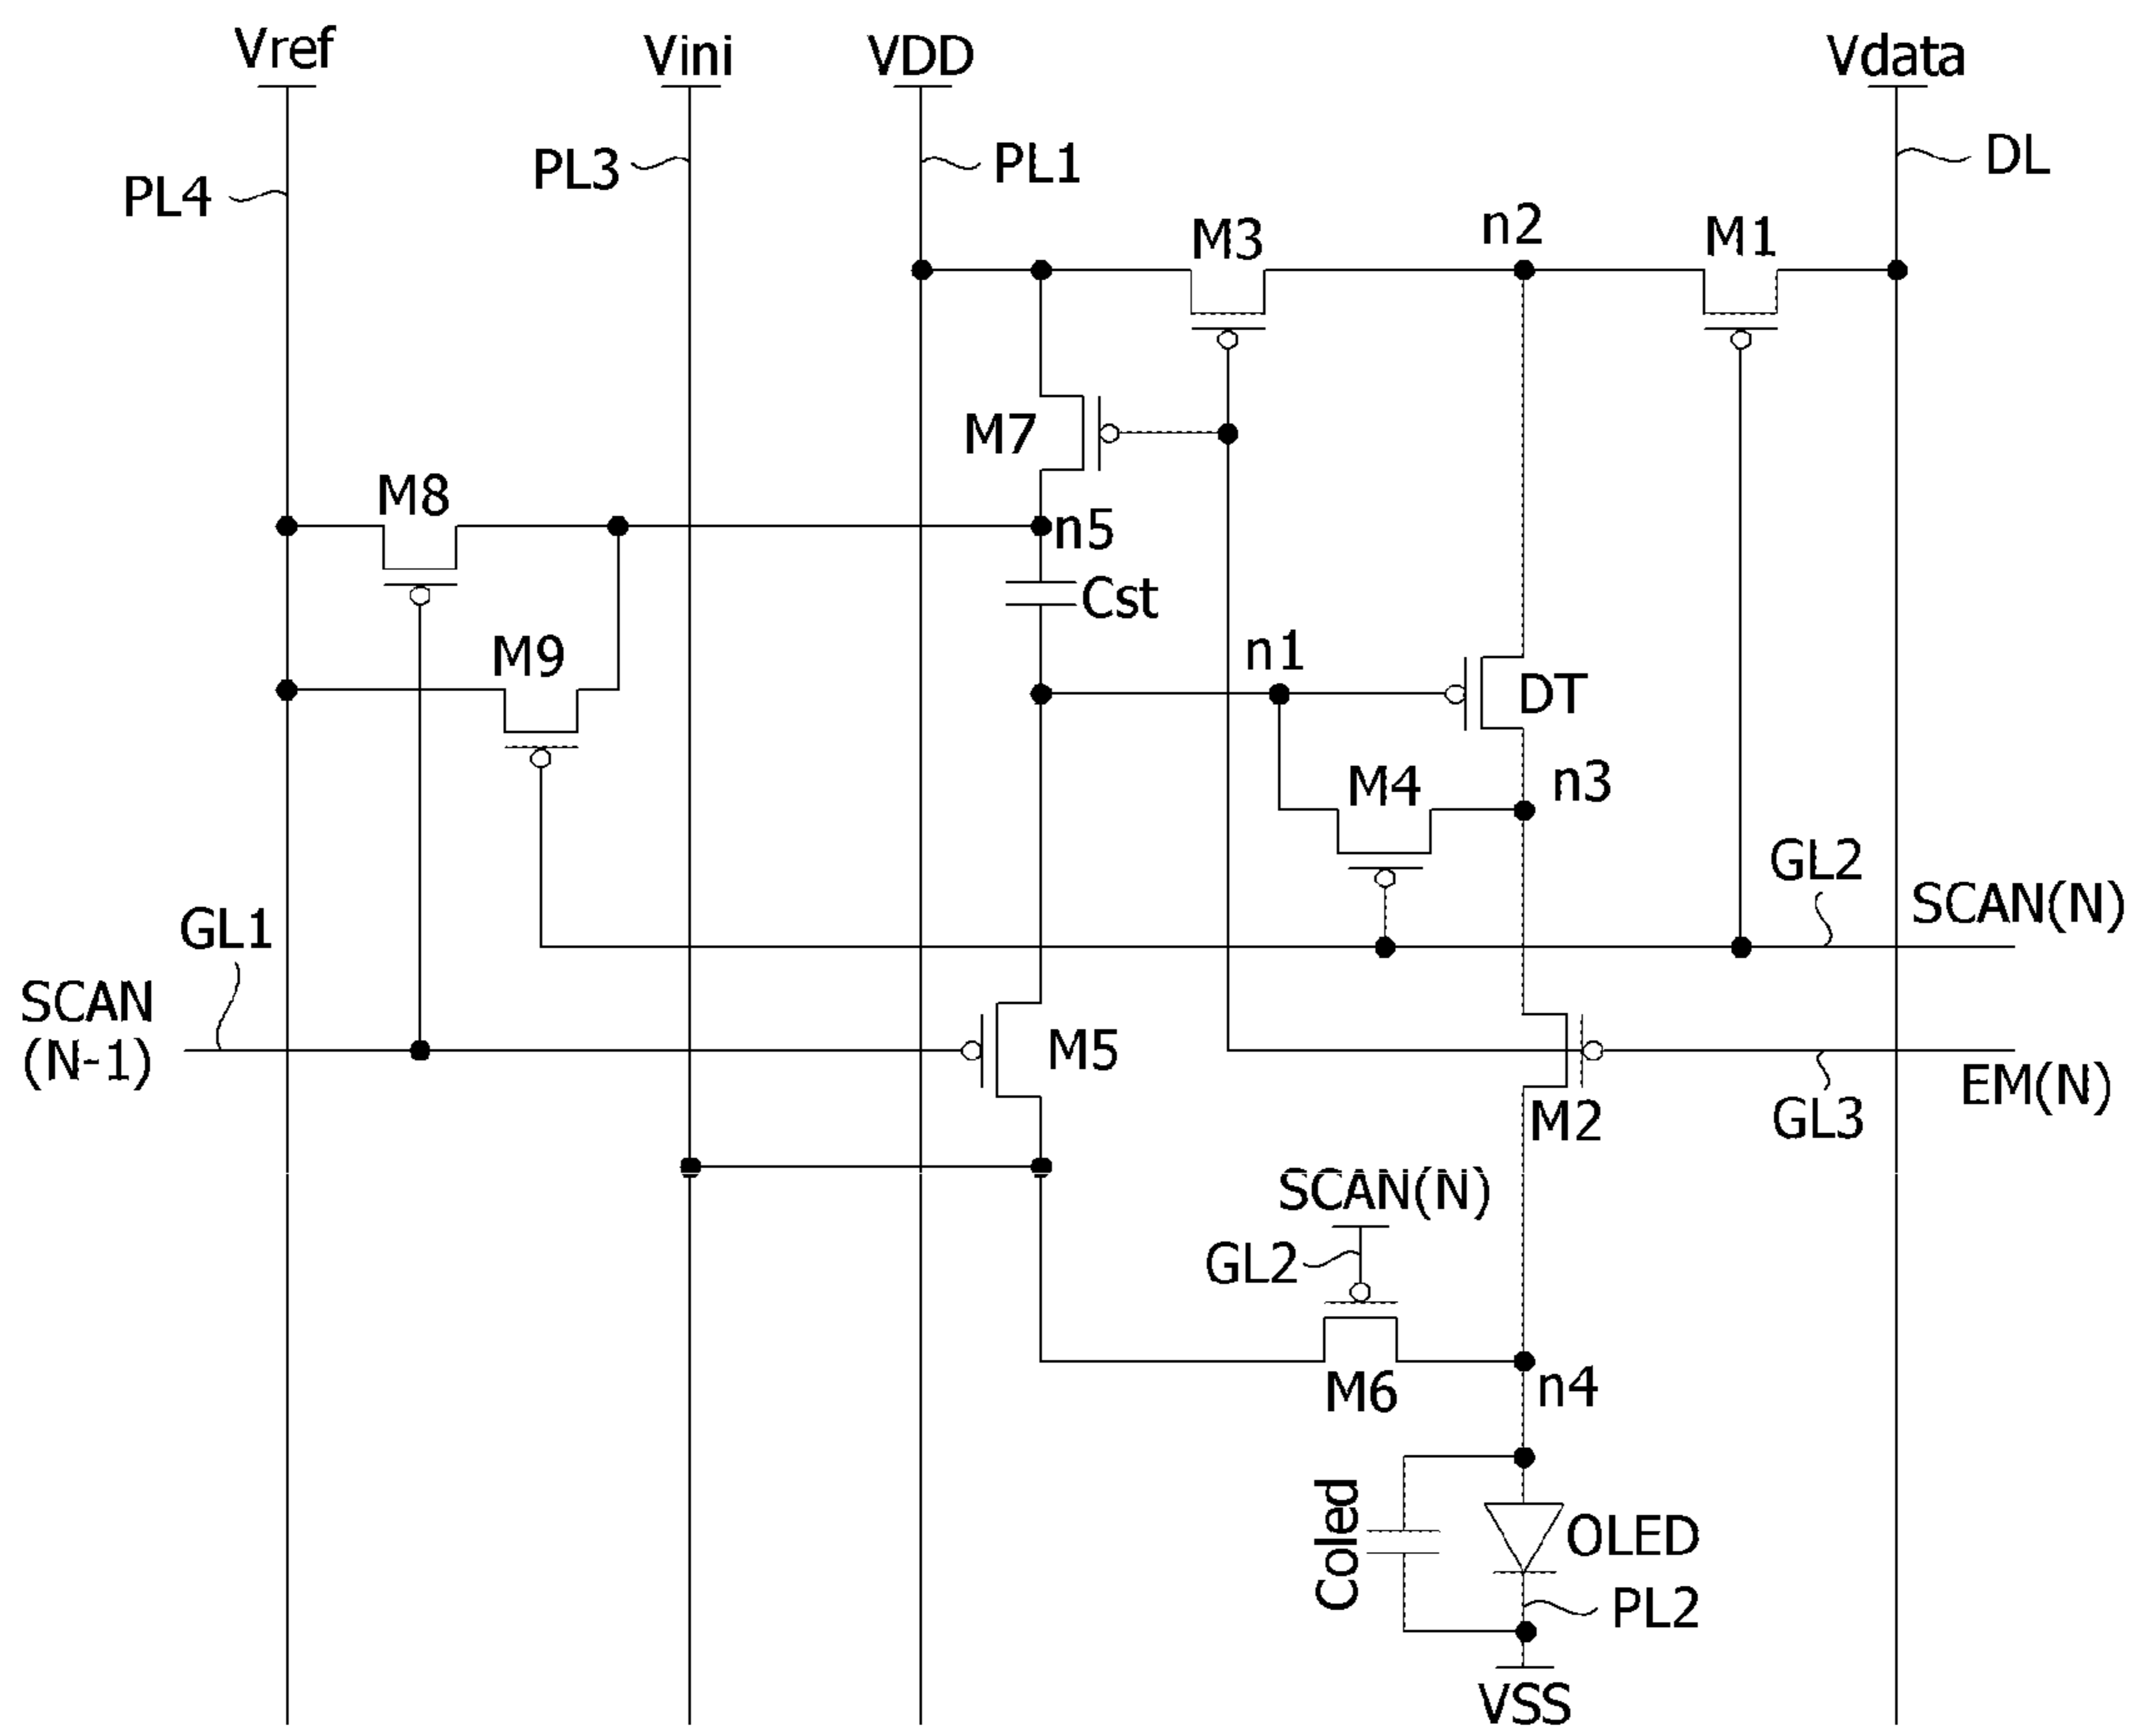 Vref
Vini
VDD
Vdata
PL4
PL3
PL1
DL
M3
n2
M1
M7
M8
n5
Cst
M9
n1
DT
M4
n3
GL2
SCAN(N)
GL1
SCAN
(N-1)
M5
EM(N)
GL3
M2
SCAN(N)
GL2
M6
n4
Coled
OLED
PL2
VSS